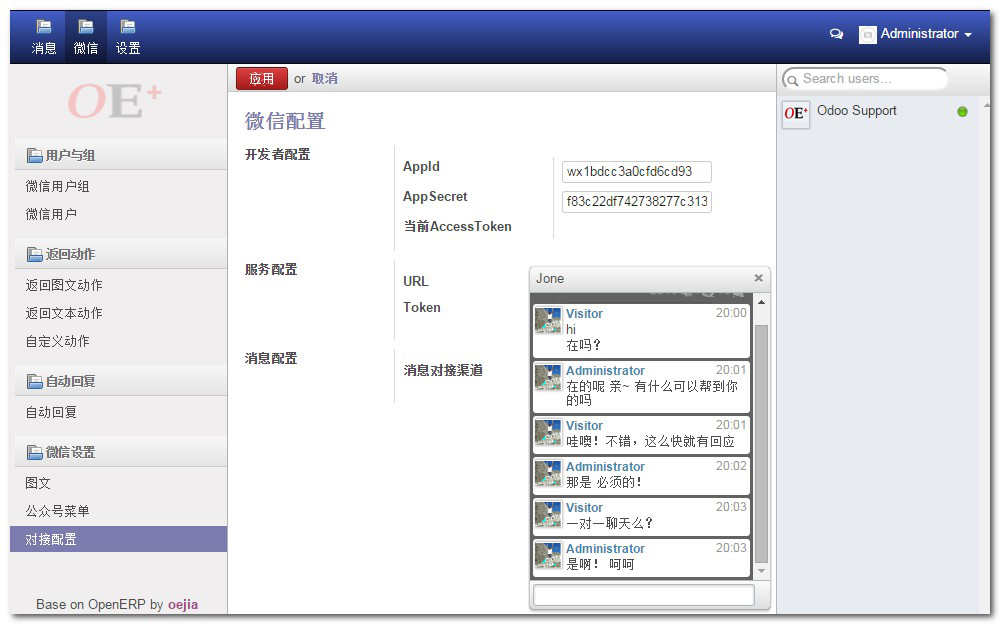 消息 微信 设置 Administrator
OE+
用户与组
微信用户组
微信用户
返回动作
返回图文动作
返回文本动作
自定义动作
自动回复
自动回复
微信设置
图文
公众号菜单
对接配置
Base on OpenERP by oejia
应用 or 取消
微信配置
开发者配置
AppId wx1bdcc3a0cfd6cd93
AppSecret f83c22df742738277c313
当前AccessToken
服务配置
URL
Token
消息配置
消息对接渠道
Jone ×
Visitor 20:00
hi
在吗?
Administrator 20:01
在的呢 亲~ 有什么可以帮到你
的吗
Visitor 20:01
哇噢! 不错，这么快就有回应
Administrator 20:02
那是 必须的!
Visitor 20:03
一对一聊天么?
Administrator 20:03
是啊! 呵呵
Search users...
OE+ Odoo Support